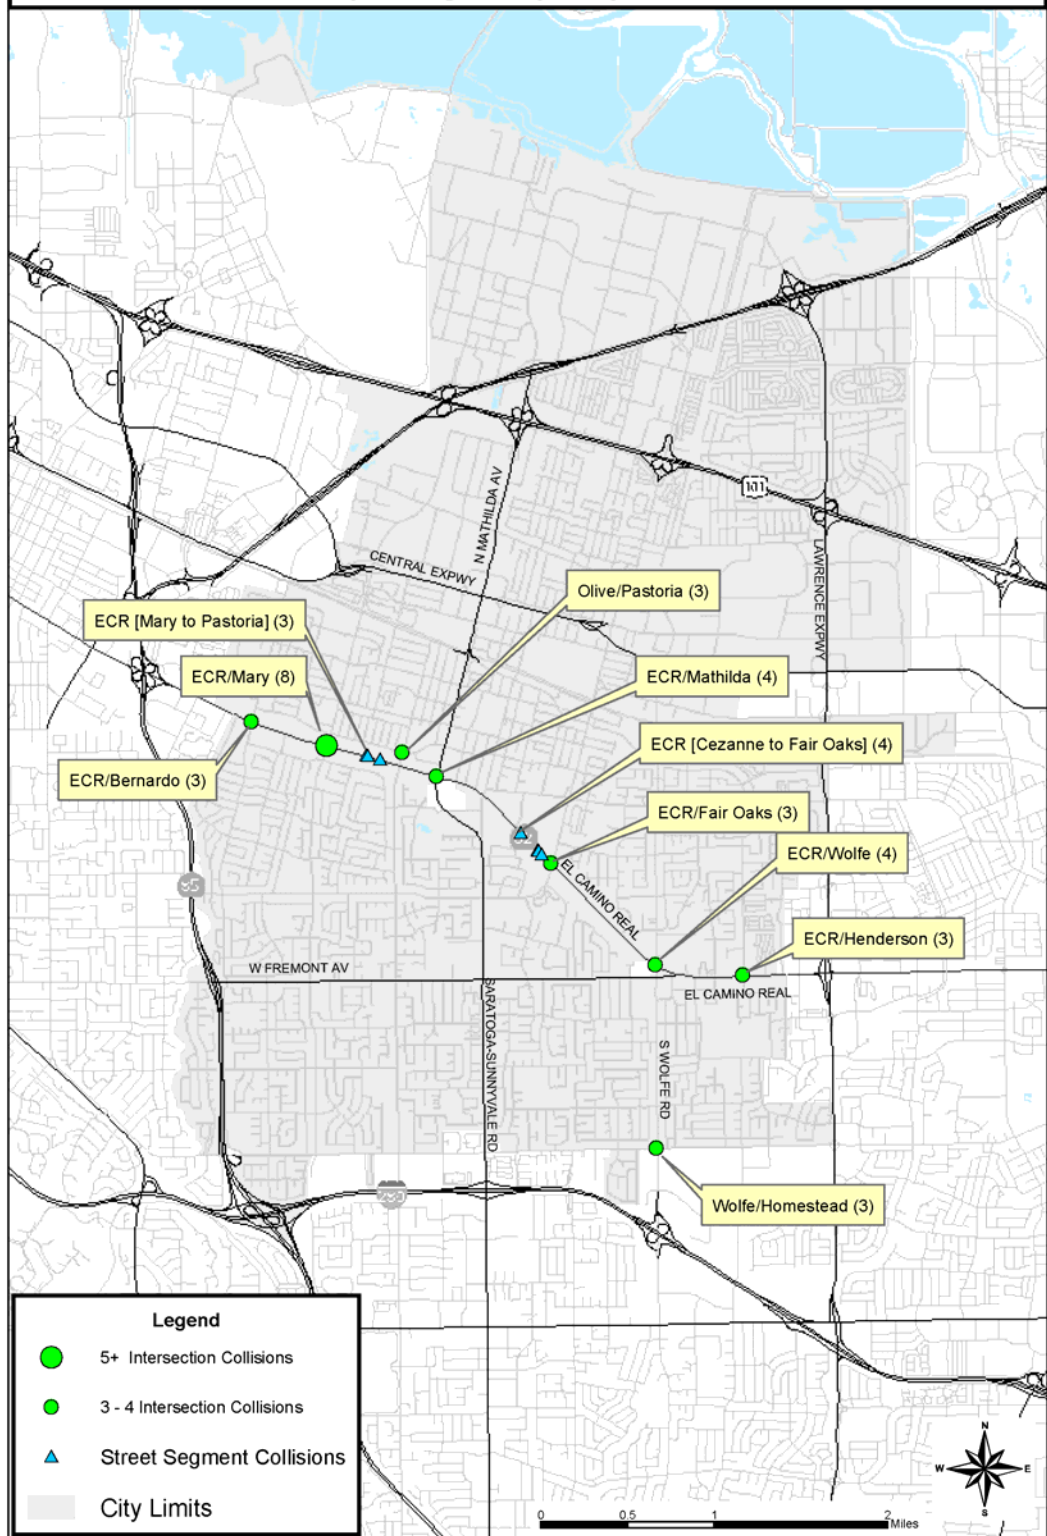 101
N MATHILDA AV
CENTRAL EXPWY
LAWRENCE EXPWY
Olive/Pastoria (3)
ECR [Mary to Pastoria] (3)
ECR/Mary (8)
ECR/Mathilda (4)
ECR [Cezanne to Fair Oaks] (4)
ECR/Bernardo (3)
ECR/Fair Oaks (3)
82
ECR/Wolfe (4)
EL CAMINO REAL
85
ECR/Henderson (3)
W FREMONT AV
EL CAMINO REAL
SARATOGA-SUNNYVALE RD
S WOLFE RD
280
Wolfe/Homestead (3)
Legend
5+ Intersection Collisions
3 - 4 Intersection Collisions
Street Segment Collisions
City Limits
N
W E
S
0 0.5 1 2 Miles